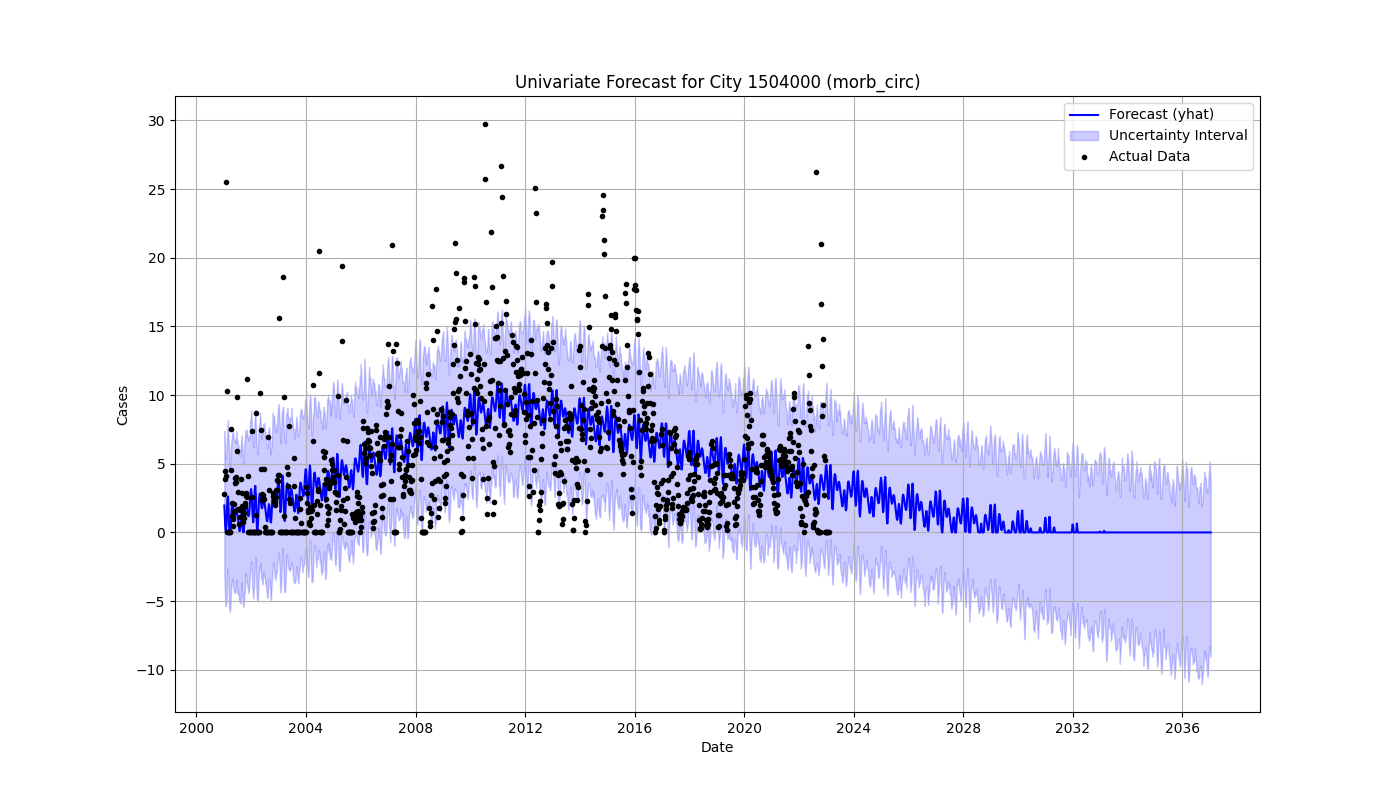 Univariate Forecast for City 1504000 (morb_circ)
Forecast (yhat)
Uncertainty Interval
Actual Data
Cases
30
25
20
15
10
5
0
−5
−10
2000 2004 2008 2012 2016 2020 2024 2028 2032 2036
Date